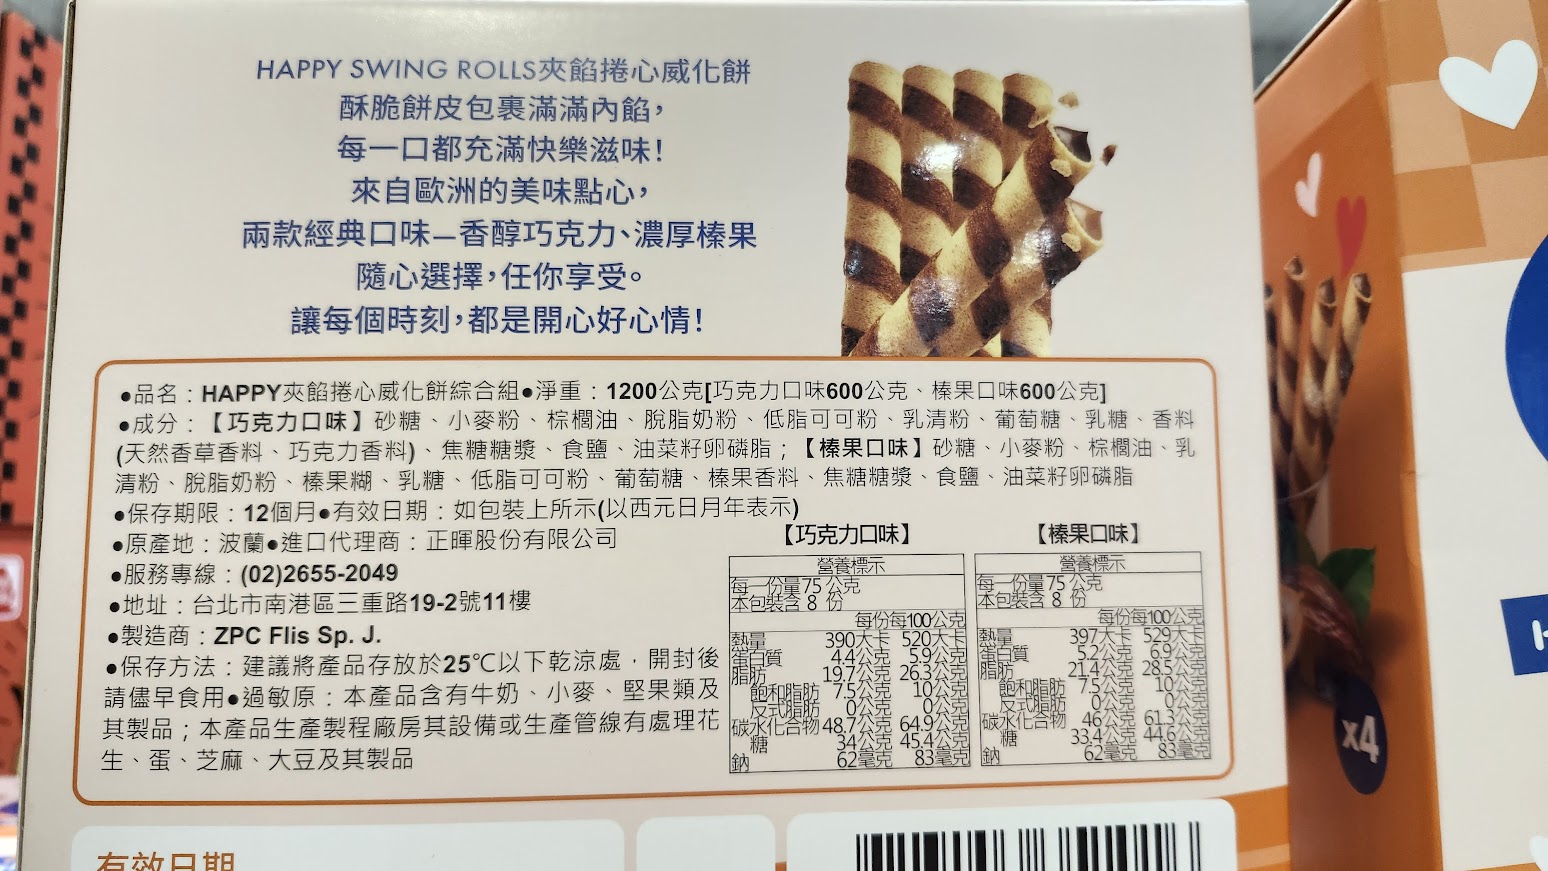 HAPPY SWING ROLLS夾餡捲心威化餅
酥脆餅皮包裹滿滿內餡，
每一口都充滿快樂滋味！
來自歐洲的美味點心，
兩款經典口味—香醇巧克力、濃厚榛果
隨心選擇，任你享受。
讓每個時刻，都是開心好心情！
●品名：HAPPY夾餡捲心威化餅綜合組●淨重：1200公克[巧克力口味600公克、榛果口味600公克]
●成分：【巧克力口味】砂糖、小麥粉、棕櫚油、脫脂奶粉、低脂可可粉、乳清粉、葡萄糖、乳糖、香料
(天然香草香料、巧克力香料)、焦糖糖漿、食鹽、油菜籽卵磷脂；【榛果口味】砂糖、小麥粉、棕櫚油、乳
清粉、脫脂奶粉、榛果糊、乳糖、低脂可可粉、葡萄糖、榛果香料、焦糖糖漿、食鹽、油菜籽卵磷脂
●保存期限：12個月●有效日期：如包裝上所示(以西元日月年表示)
●原產地：波蘭●進口代理商：正暉股份有限公司
●服務專線：(02)2655-2049
●地址：台北市南港區三重路19-2號11樓
●製造商：ZPC Flis Sp. J.
●保存方法：建議將產品存放於25℃以下乾涼處，開封後
請儘早食用●過敏原：本產品含有牛奶、小麥、堅果類及
其製品；本產品生產製程廠房其設備或生產管線有處理花
生、蛋、芝麻、大豆及其製品
【巧克力口味】
營養標示
每一份量 75 公克
本包裝含 8 份
每份每100公克
熱量 390大卡 520大卡
蛋白質 4.4公克 5.9公克
脂肪 19.7公克 26.3公克
飽和脂肪 7.5公克 10公克
反式脂肪 0公克 0公克
碳水化合物 48.7公克 64.9公克
糖 34公克 45.4公克
鈉 62毫克 83毫克
【榛果口味】
營養標示
每一份量 75 公克
本包裝含 8 份
每份每100公克
熱量 397大卡 529大卡
蛋白質 5.2公克 6.9公克
脂肪 21.4公克 28.5公克
飽和脂肪 7.5公克 10公克
反式脂肪 0公克 0公克
碳水化合物 46公克 61.3公克
糖 33.4公克 44.6公克
鈉 62毫克 83毫克
有效日期
x4